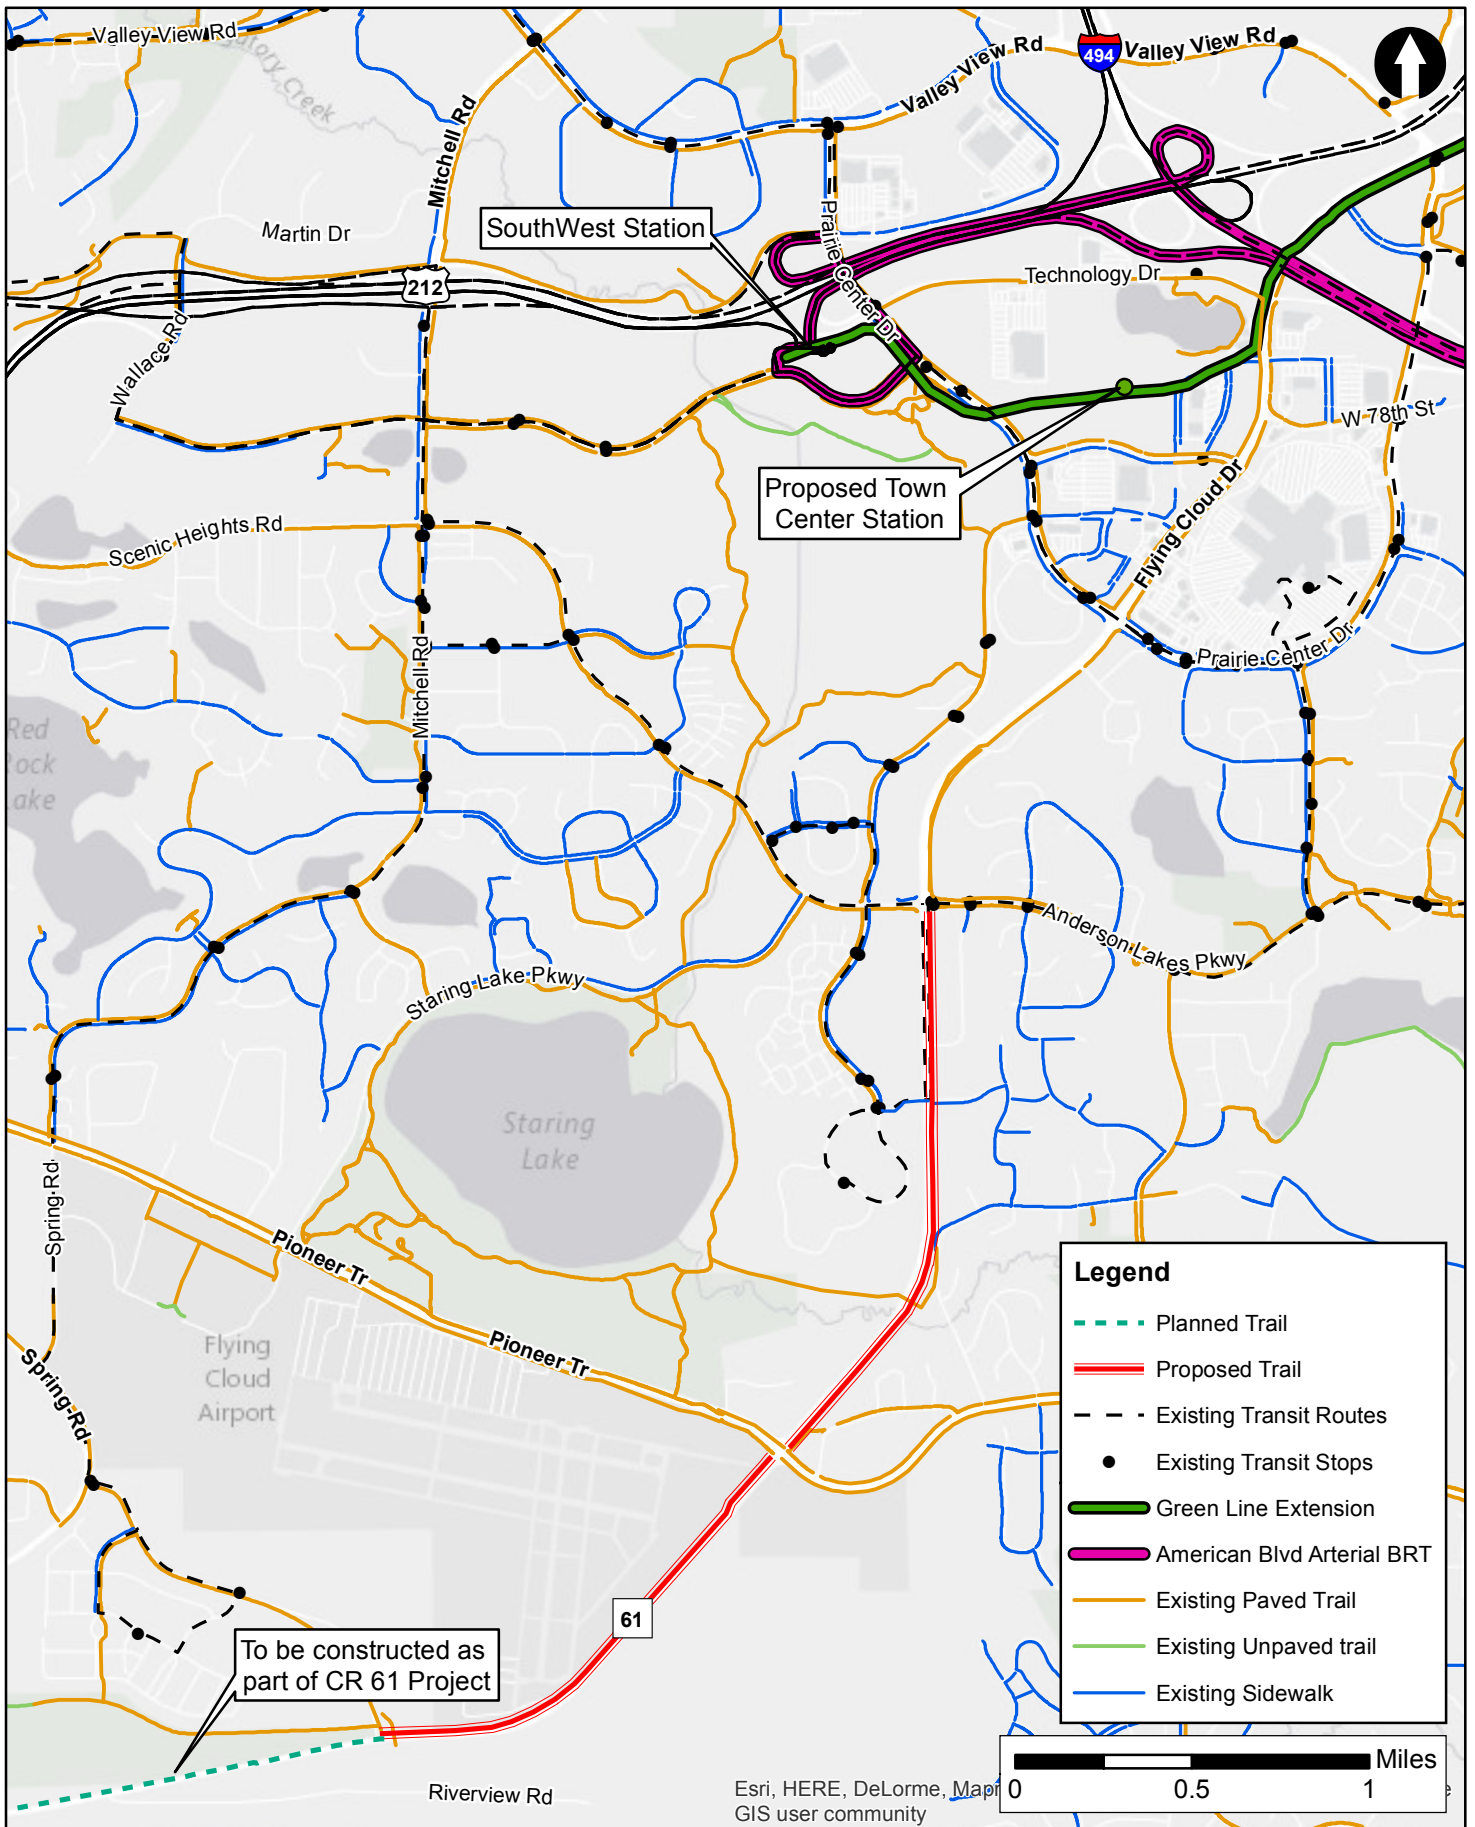 Valley View Rd
Purgatory Creek
Valley View Rd
494
Valley View Rd
Mitchell Rd
Martin Dr
SouthWest Station
Prairie Center Dr
Technology Dr
212
Wallace Rd
W 78th St
Proposed Town
Center Station
Flying Cloud Dr
Scenic Heights Rd
Mitchell Rd
Prairie Center Dr
Red
Rock
Lake
Anderson Lakes Pkwy
Staring Lake Pkwy
Staring
Lake
Spring Rd
Pioneer Tr
Pioneer Tr
Flying
Cloud
Airport
Spring Rd
61
To be constructed as
part of CR 61 Project
Riverview Rd
Legend
Planned Trail
Proposed Trail
Existing Transit Routes
Existing Transit Stops
Green Line Extension
American Blvd Arterial BRT
Existing Paved Trail
Existing Unpaved trail
Existing Sidewalk
Miles
0 0.5 1
Esri, HERE, DeLorme,
GIS user community